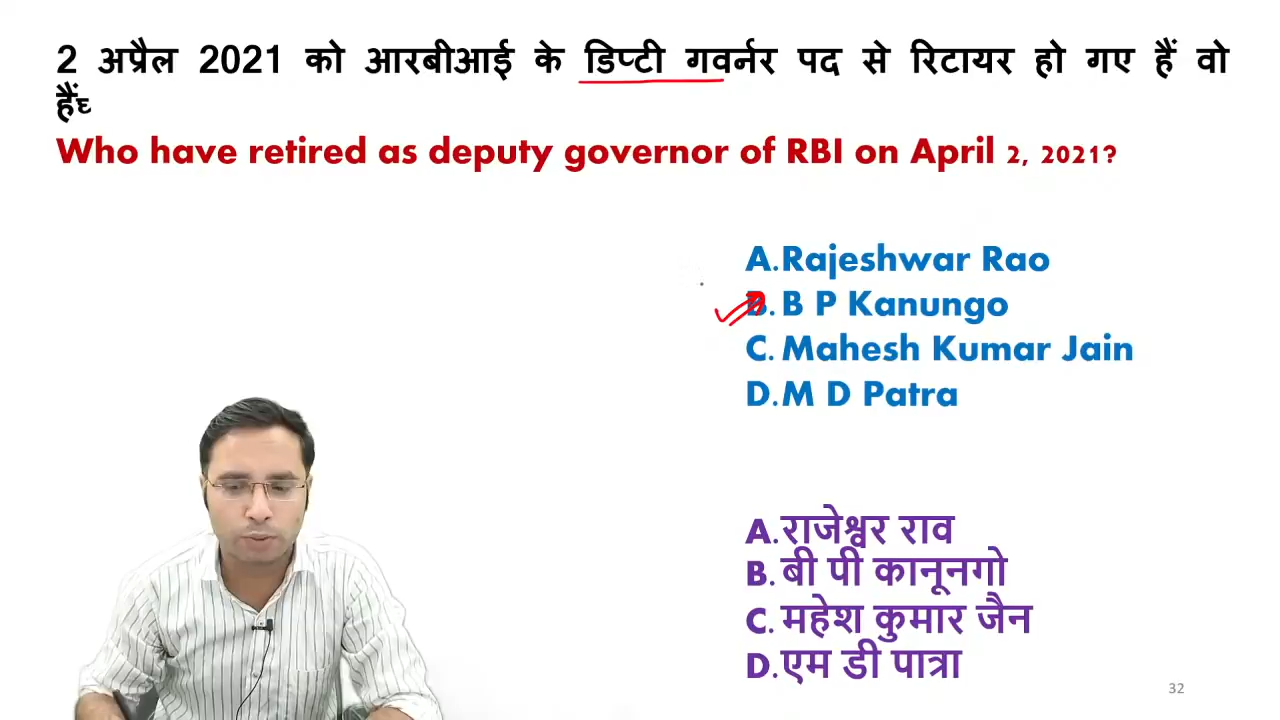 2 अप्रैल 2021 को आरबीआई के डिप्टी गवर्नर पद से रिटायर हो गए हैं वो
हैंः
Who have retired as deputy governor of RBI on April 2, 2021?
A.Rajeshwar Rao
B. B P Kanungo
C. Mahesh Kumar Jain
D.M D Patra
A.राजेश्वर राव
B. बी पी कानूनगो
C. महेश कुमार जैन
D.एम डी पात्रा
32